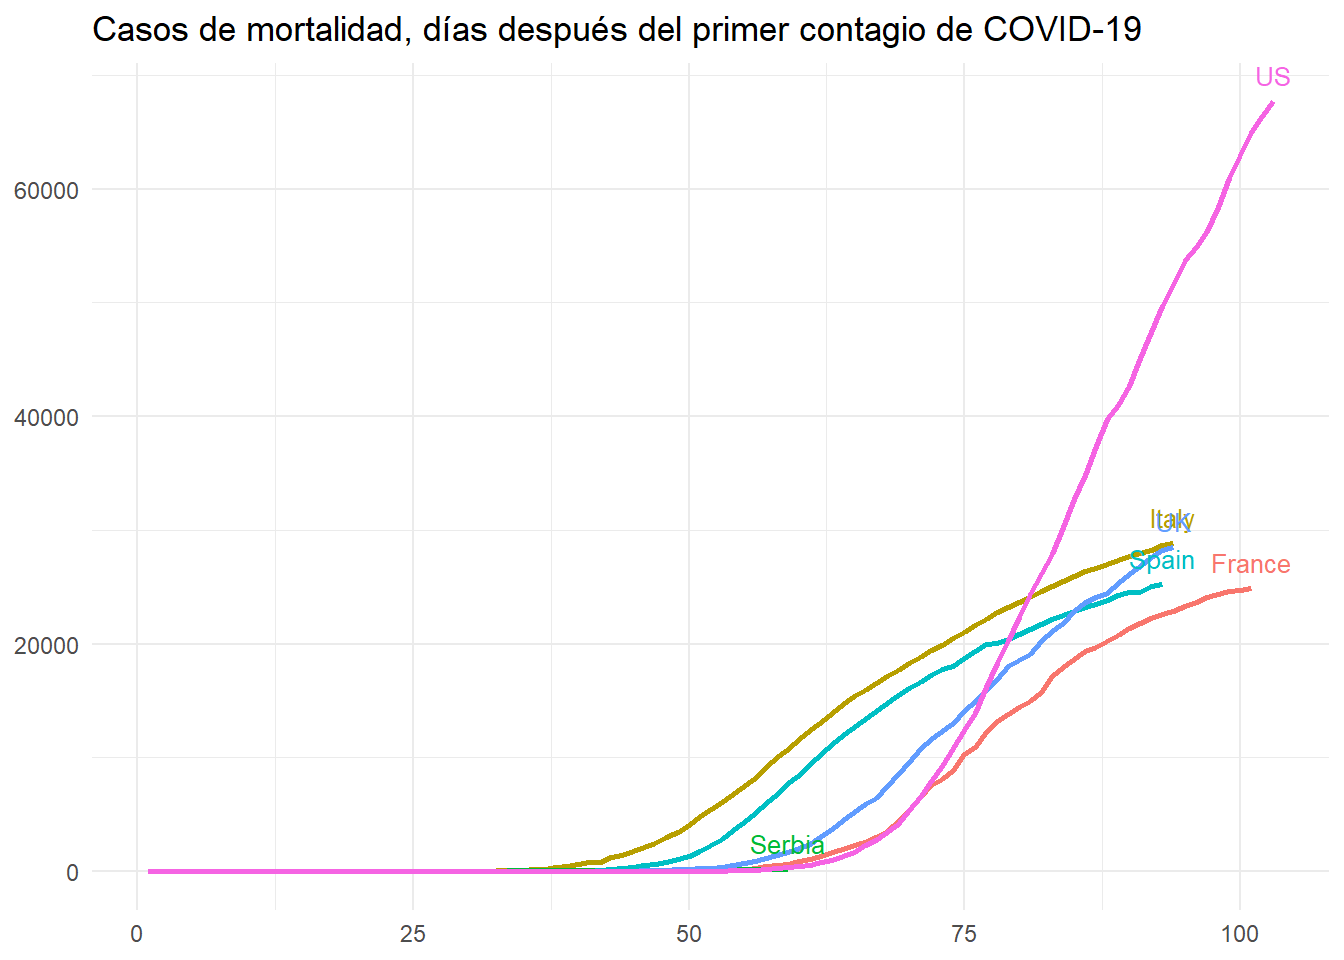 Casos de mortalidad, días después del primer contagio de COVID-19
US
60000
40000
Italy
UK
Spain
France
20000
Serbia
0
0
25
50
75
100